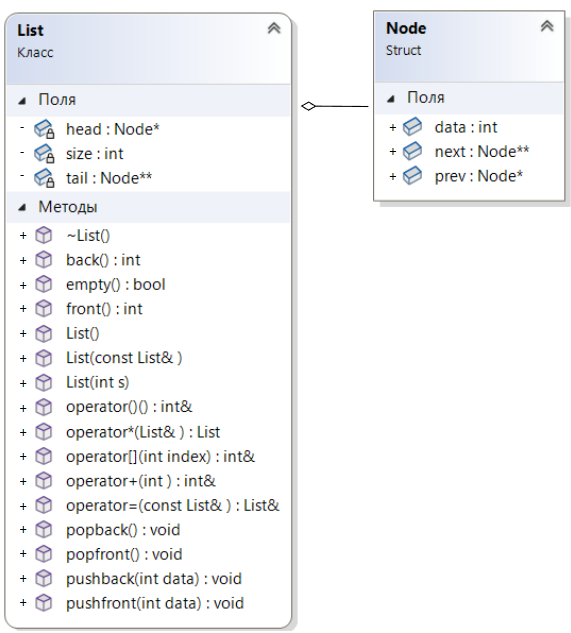 List
Класс
Поля
- head : Node*
- size : int
- tail : Node**
Методы
+ ~List()
+ back() : int
+ empty() : bool
+ front() : int
+ List()
+ List(const List& )
+ List(int s)
+ operator()() : int&
+ operator*(List& ) : List
+ operator[](int index) : int&
+ operator+(int ) : int&
+ operator=(const List& ) : List&
+ popback() : void
+ popfront() : void
+ pushback(int data) : void
+ pushfront(int data) : void
Node
Struct
Поля
+ data : int
+ next : Node**
+ prev : Node*